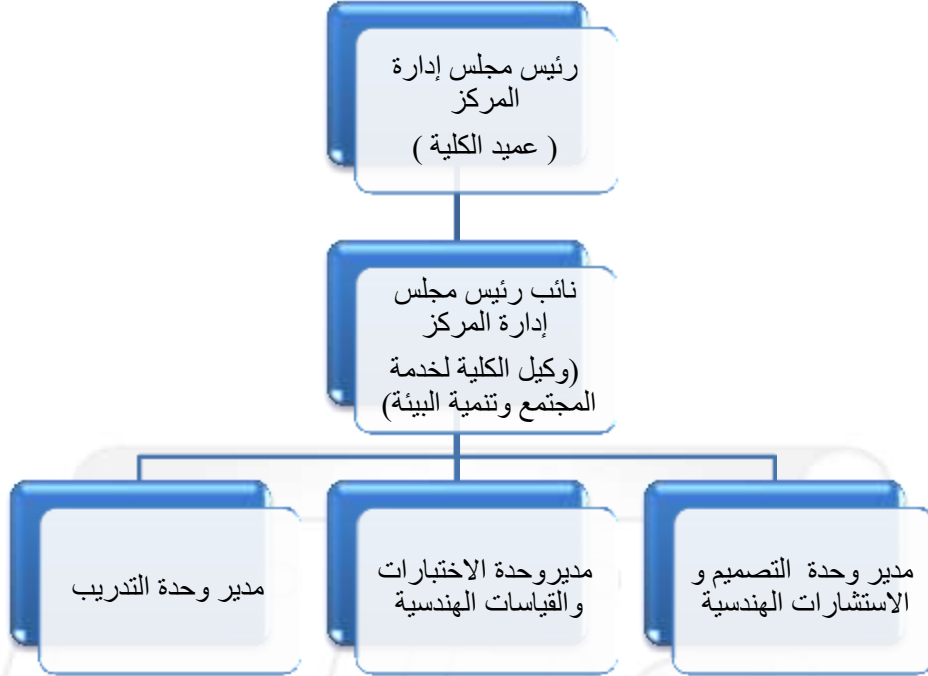 رئيس مجلس إدارة
المركز
( عميد الكلية )
نائب رئيس مجلس
إدارة المركز
(وكيل الكلية لخدمة
المجتمع وتنمية البيئة)
مدير وحدة التصميم و
الاستشارات الهندسية
مديروحدة الاختبارات
والقياسات الهندسية
مدير وحدة التدريب